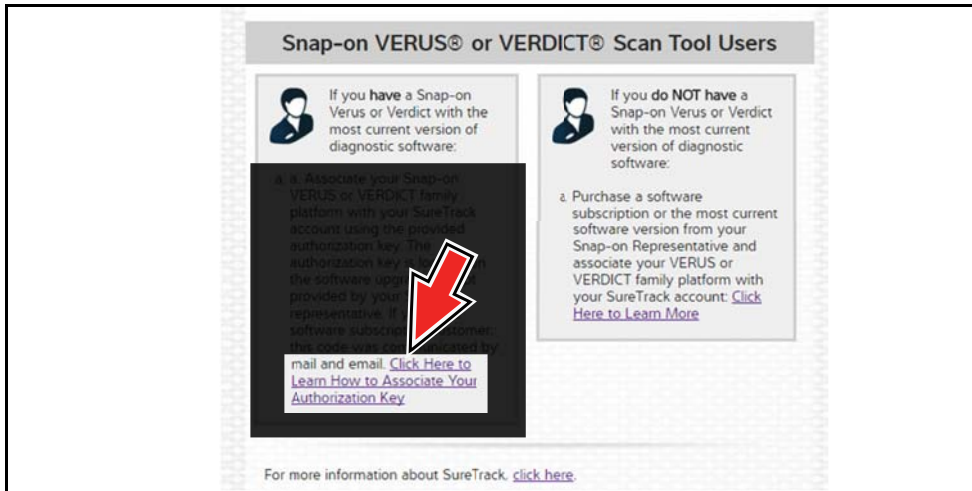 Snap-on VERUS® or VERDICT® Scan Tool Users
If you have a Snap-on
Verus or Verdict with the
most current version of
diagnostic software:
a. a. Associate your Snap-on
VERUS or VERDICT family
platform with your SureTrack
account using the provided
authorization key. The
authorization key is in
the software
provided by your
representative. If
software
this code was by
mail and email. Click Here to
Learn How to Associate Your
Authorization Key
If you do NOT have a
Snap-on Verus or Verdict
with the most current
version of diagnostic
software:
a. Purchase a software
subscription or the most current
software version from your
Snap-on Representative and
associate your VERUS or
VERDICT family platform with
your SureTrack account: Click
Here to Learn More
For more information about SureTrack, click here.